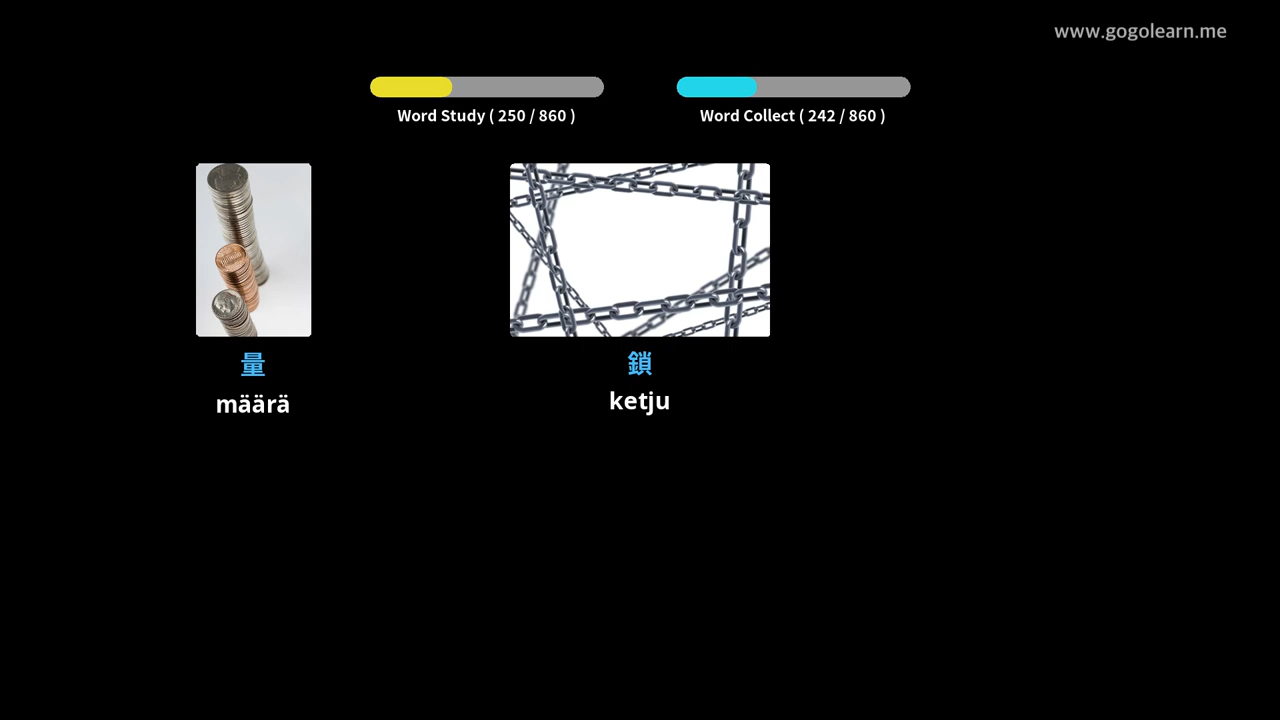 www.gogolearn.me
Word Study ( 250 / 860 )
Word Collect ( 242 / 860 )
量
määrä
鎖
ketju